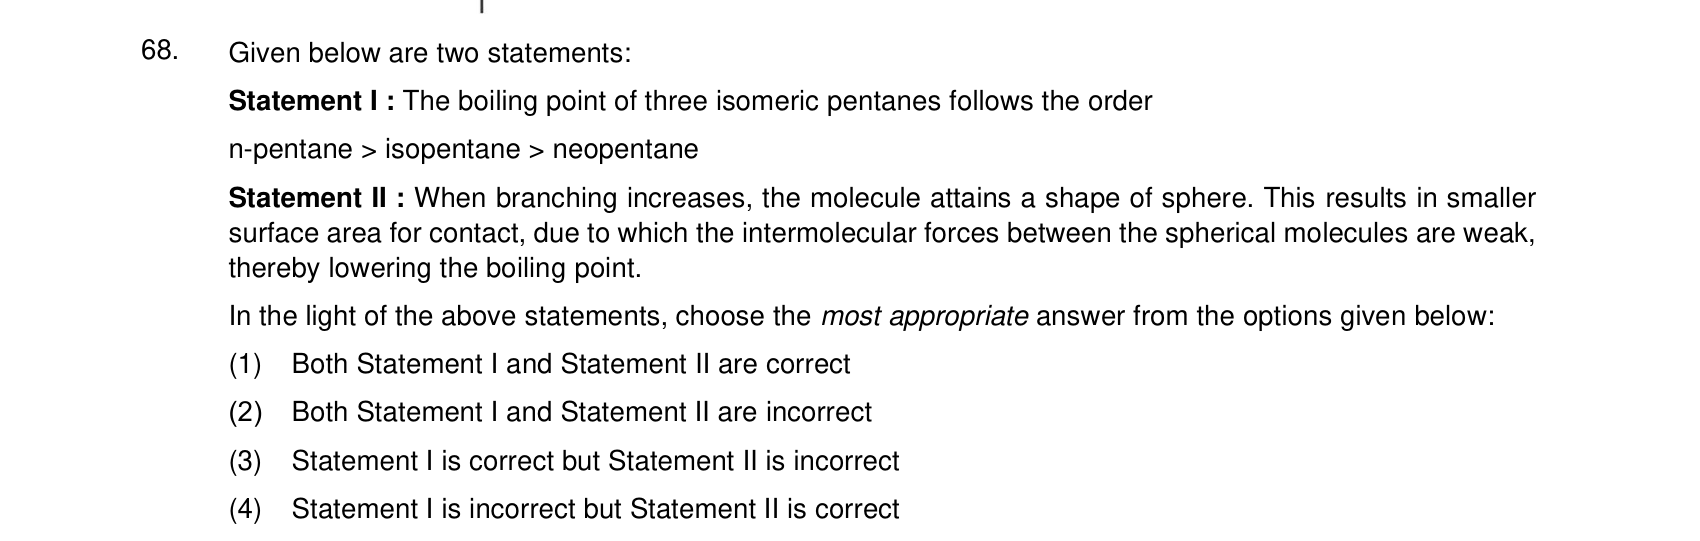 68. Given below are two statements:
Statement I : The boiling point of three isomeric pentanes follows the order
n-pentane > isopentane > neopentane
Statement II : When branching increases, the molecule attains a shape of sphere. This results in smaller
surface area for contact, due to which the intermolecular forces between the spherical molecules are weak,
thereby lowering the boiling point.
In the light of the above statements, choose the most appropriate answer from the options given below:
(1) Both Statement I and Statement II are correct
(2) Both Statement I and Statement II are incorrect
(3) Statement I is correct but Statement II is incorrect
(4) Statement I is incorrect but Statement II is correct